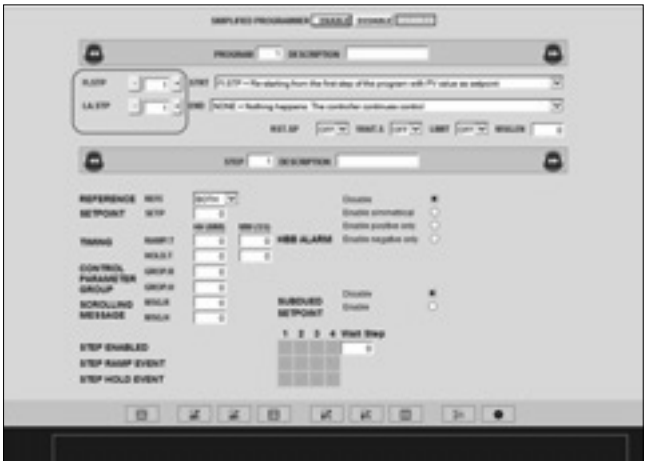 SIMPLIFIED PROGRAMMER ENABLE DISABLE
PROGRAM 1 DESCRIPTION
FI.STP - 1 + STRT FI.STP = Re-starting from the first step of the program with PV value as setpoint
LA.STP - 1 + END NONE = Nothing happens. The controller continues control
RST.SP OFF WAIT.S OFF LIMIT OFF MSG.EN 0
STEP 1 DESCRIPTION
REFERENCE REFS BOTH
SETPOINT SETP 0
HH (MM) MM (SS)
TIMING RAMP.T 0 0
HOLD.T 0 0
HBB ALARM
Disable
Enable simmetrical
Enable positive only
Enable negative only
CONTROL PARAMETER GROUP
GROP.R 0
GROP.H 0
SCROLLING MESSAGE
MSG.R 0
MSG.H 0
SUBDUED SETPOINT
Disable
Enable
1 2 3 4 Wait Step
STEP ENABLED 0
STEP RAMP EVENT
STEP HOLD EVENT